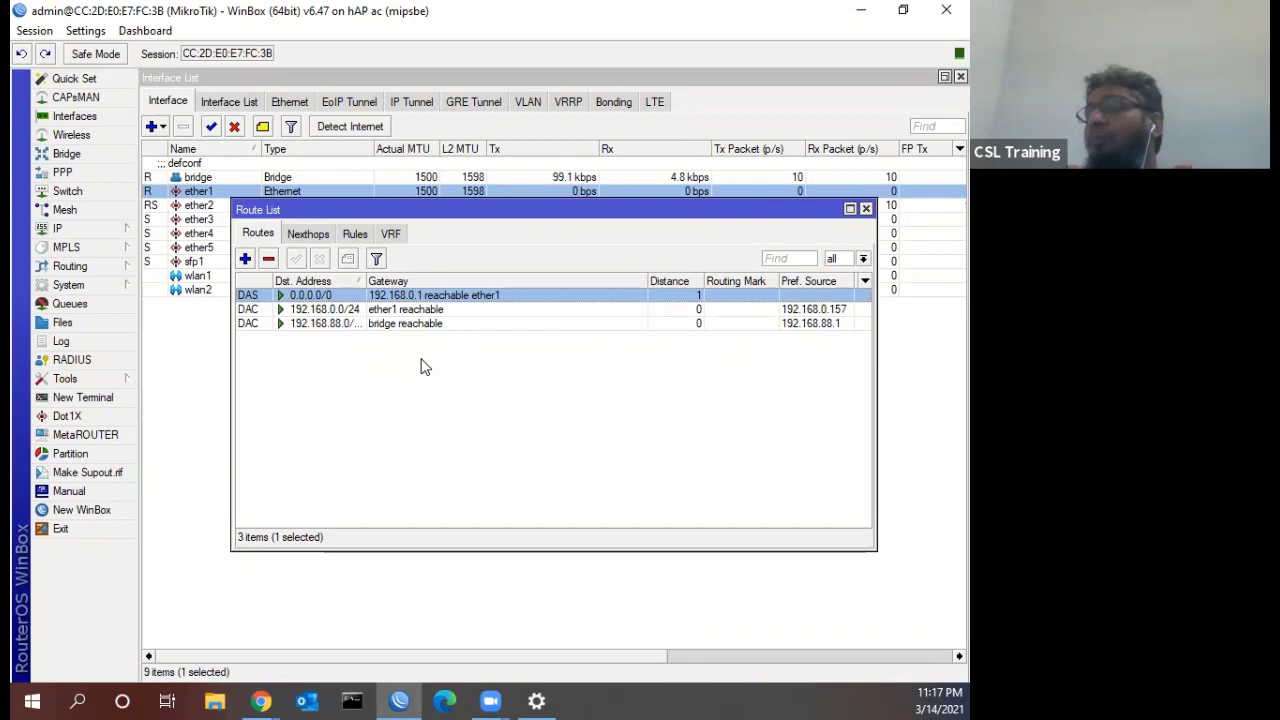 admin@CC:2D:E0:E7:FC:3B (MikroTik) - WinBox (64bit) v6.47 on hAP ac (mipsbe)
Session Settings Dashboard
Safe Mode Session: CC:2D:E0:E7:FC:3B
Quick Set
CAPsMAN
Interfaces
Wireless
Bridge
PPP
Switch
Mesh
IP
MPLS
Routing
System
Queues
Files
Log
RADIUS
Tools
New Terminal
Dot1X
MetaROUTER
Partition
Make Supout.rif
Manual
New WinBox
Exit
RouterOS WinBox
Interface List
Interface Interface List Ethernet EoIP Tunnel IP Tunnel GRE Tunnel VLAN VRRP Bonding LTE
Detect Internet Find
Name Type Actual MTU L2 MTU Tx Rx Tx Packet (p/s) Rx Packet (p/s) FP Tx
::: defconf
R bridge Bridge 1500 1598 99.1 kbps 4.8 kbps 10 10
R ether1 Ethernet 1500 1598 0 bps 0 bps 0 0
RS ether2 10
S ether3 0
S ether4 0
S ether5 0
S sfp1 0
wlan1 0
wlan2 0
Route List
Routes Nexthops Rules VRF
Find all
Dst. Address Gateway Distance Routing Mark Pref. Source
DAS 0.0.0.0/0 192.168.0.1 reachable ether1 1
DAC 192.168.0.0/24 ether1 reachable 0 192.168.0.157
DAC 192.168.88.0/... bridge reachable 0 192.168.88.1
3 items (1 selected)
9 items (1 selected)
CSL Training
11:17 PM
3/14/2021